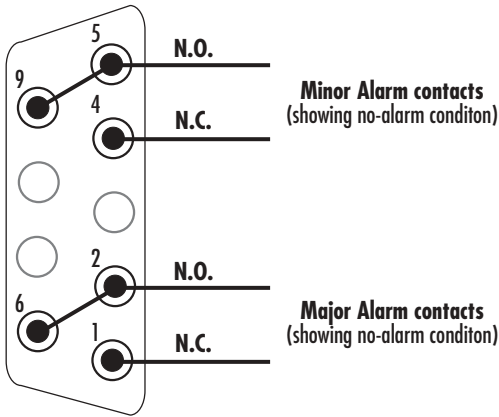 5
N.O.
9
Minor Alarm contacts
(showing no-alarm conditon)
4
N.C.
2
N.O.
6
Major Alarm contacts
(showing no-alarm conditon)
1
N.C.